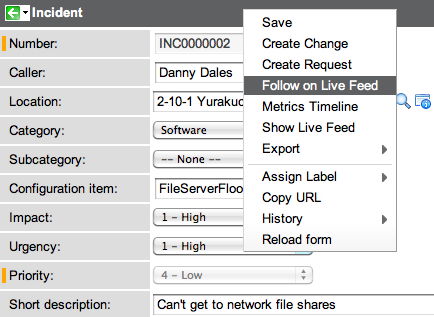 Incident
Number: INC0000002
Caller: Danny Dales
Location: 2-10-1
Category: Software
Subcategory: -- None --
Configuration item:
Impact: 1 - High
Urgency: 1 - High
Priority: 4 - Low
Short description: Can't get to network file shares
Save
Create Change
Create Request
Follow on Live Feed
Metrics Timeline
Show Live Feed
Export
Assign Label
Copy URL
History
Reload form